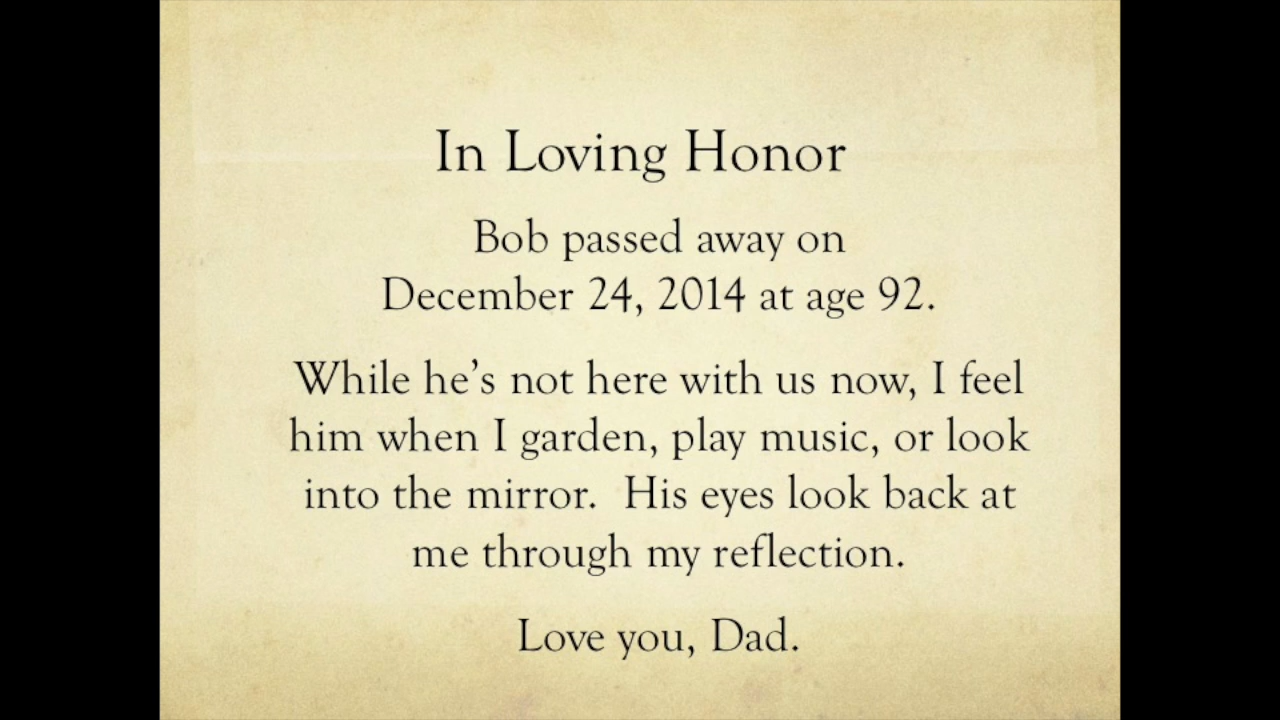 In Loving Honor
Bob passed away on
December 24, 2014 at age 92.
While he’s not here with us now, I feel
him when I garden, play music, or look
into the mirror.  His eyes look back at
me through my reflection.
Love you, Dad.